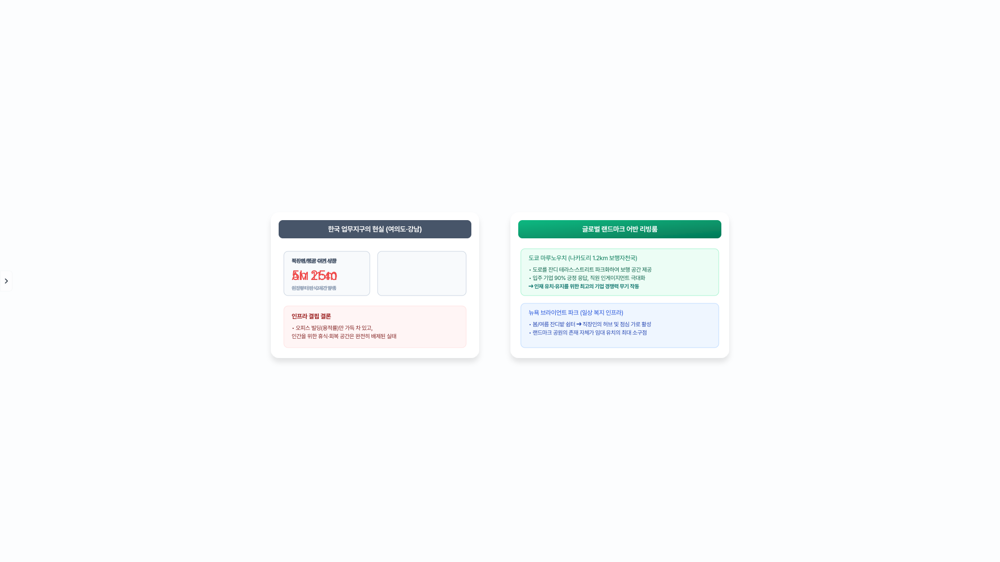 한국 업무지구의 현실 (여의도·강남)
인프라 결핍 결론
• 오피스 빌딩(용적률)만 가득 차 있고,
인간을 위한 휴식·회복 공간은 완전히 배제된 실태
글로벌 랜드마크 어반 리빙룸
도쿄 마루노우치 (나카도리 1.2km 보행자천국)
• 도로를 잔디 테라스·스트리트 파크화하여 보행 공간 제공
• 입주 기업 90% 긍정 응답, 직원 인게이지먼트 극대화
➜ 인재 유치·유지를 위한 최고의 기업 경쟁력 무기 작동
뉴욕 브라이언트 파크 (일상 복지 인프라)
• 봄/여름 잔디밭 쉼터 ➜ 직장인의 허브 및 점심 가로 활성
• 랜드마크 공원의 존재 자체가 임대 유치의 최대 소구점